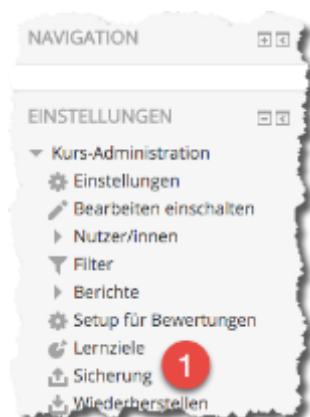 NAVIGATION
EINSTELLUNGEN
Kurs-Administration
Einstellungen
Bearbeiten einschalten
Nutzer/innen
Filter
Berichte
Setup für Bewertungen
Lernziele
Sicherung 1
Wiederherstellen